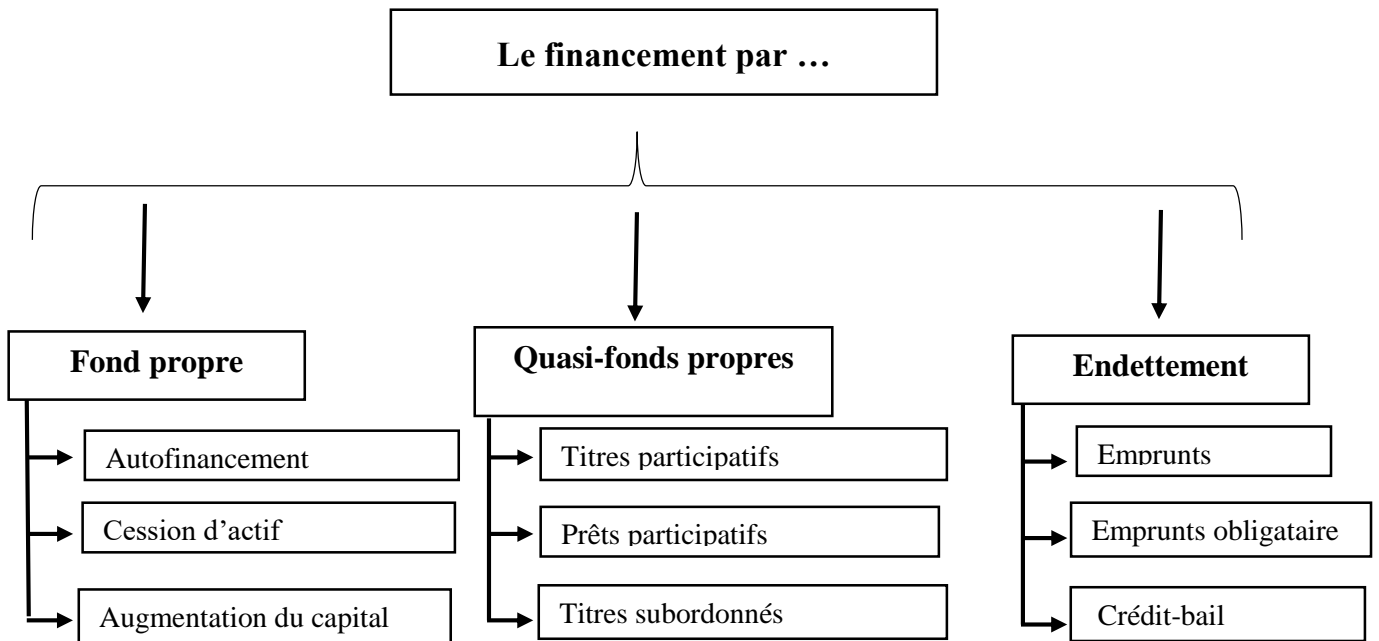 Le financement par …
Fond propre
Autofinancement
Cession d’actif
Augmentation du capital
Quasi-fonds propres
Titres participatifs
Prêts participatifs
Titres subordonnés
Endettement
Emprunts
Emprunts obligataire
Crédit-bail